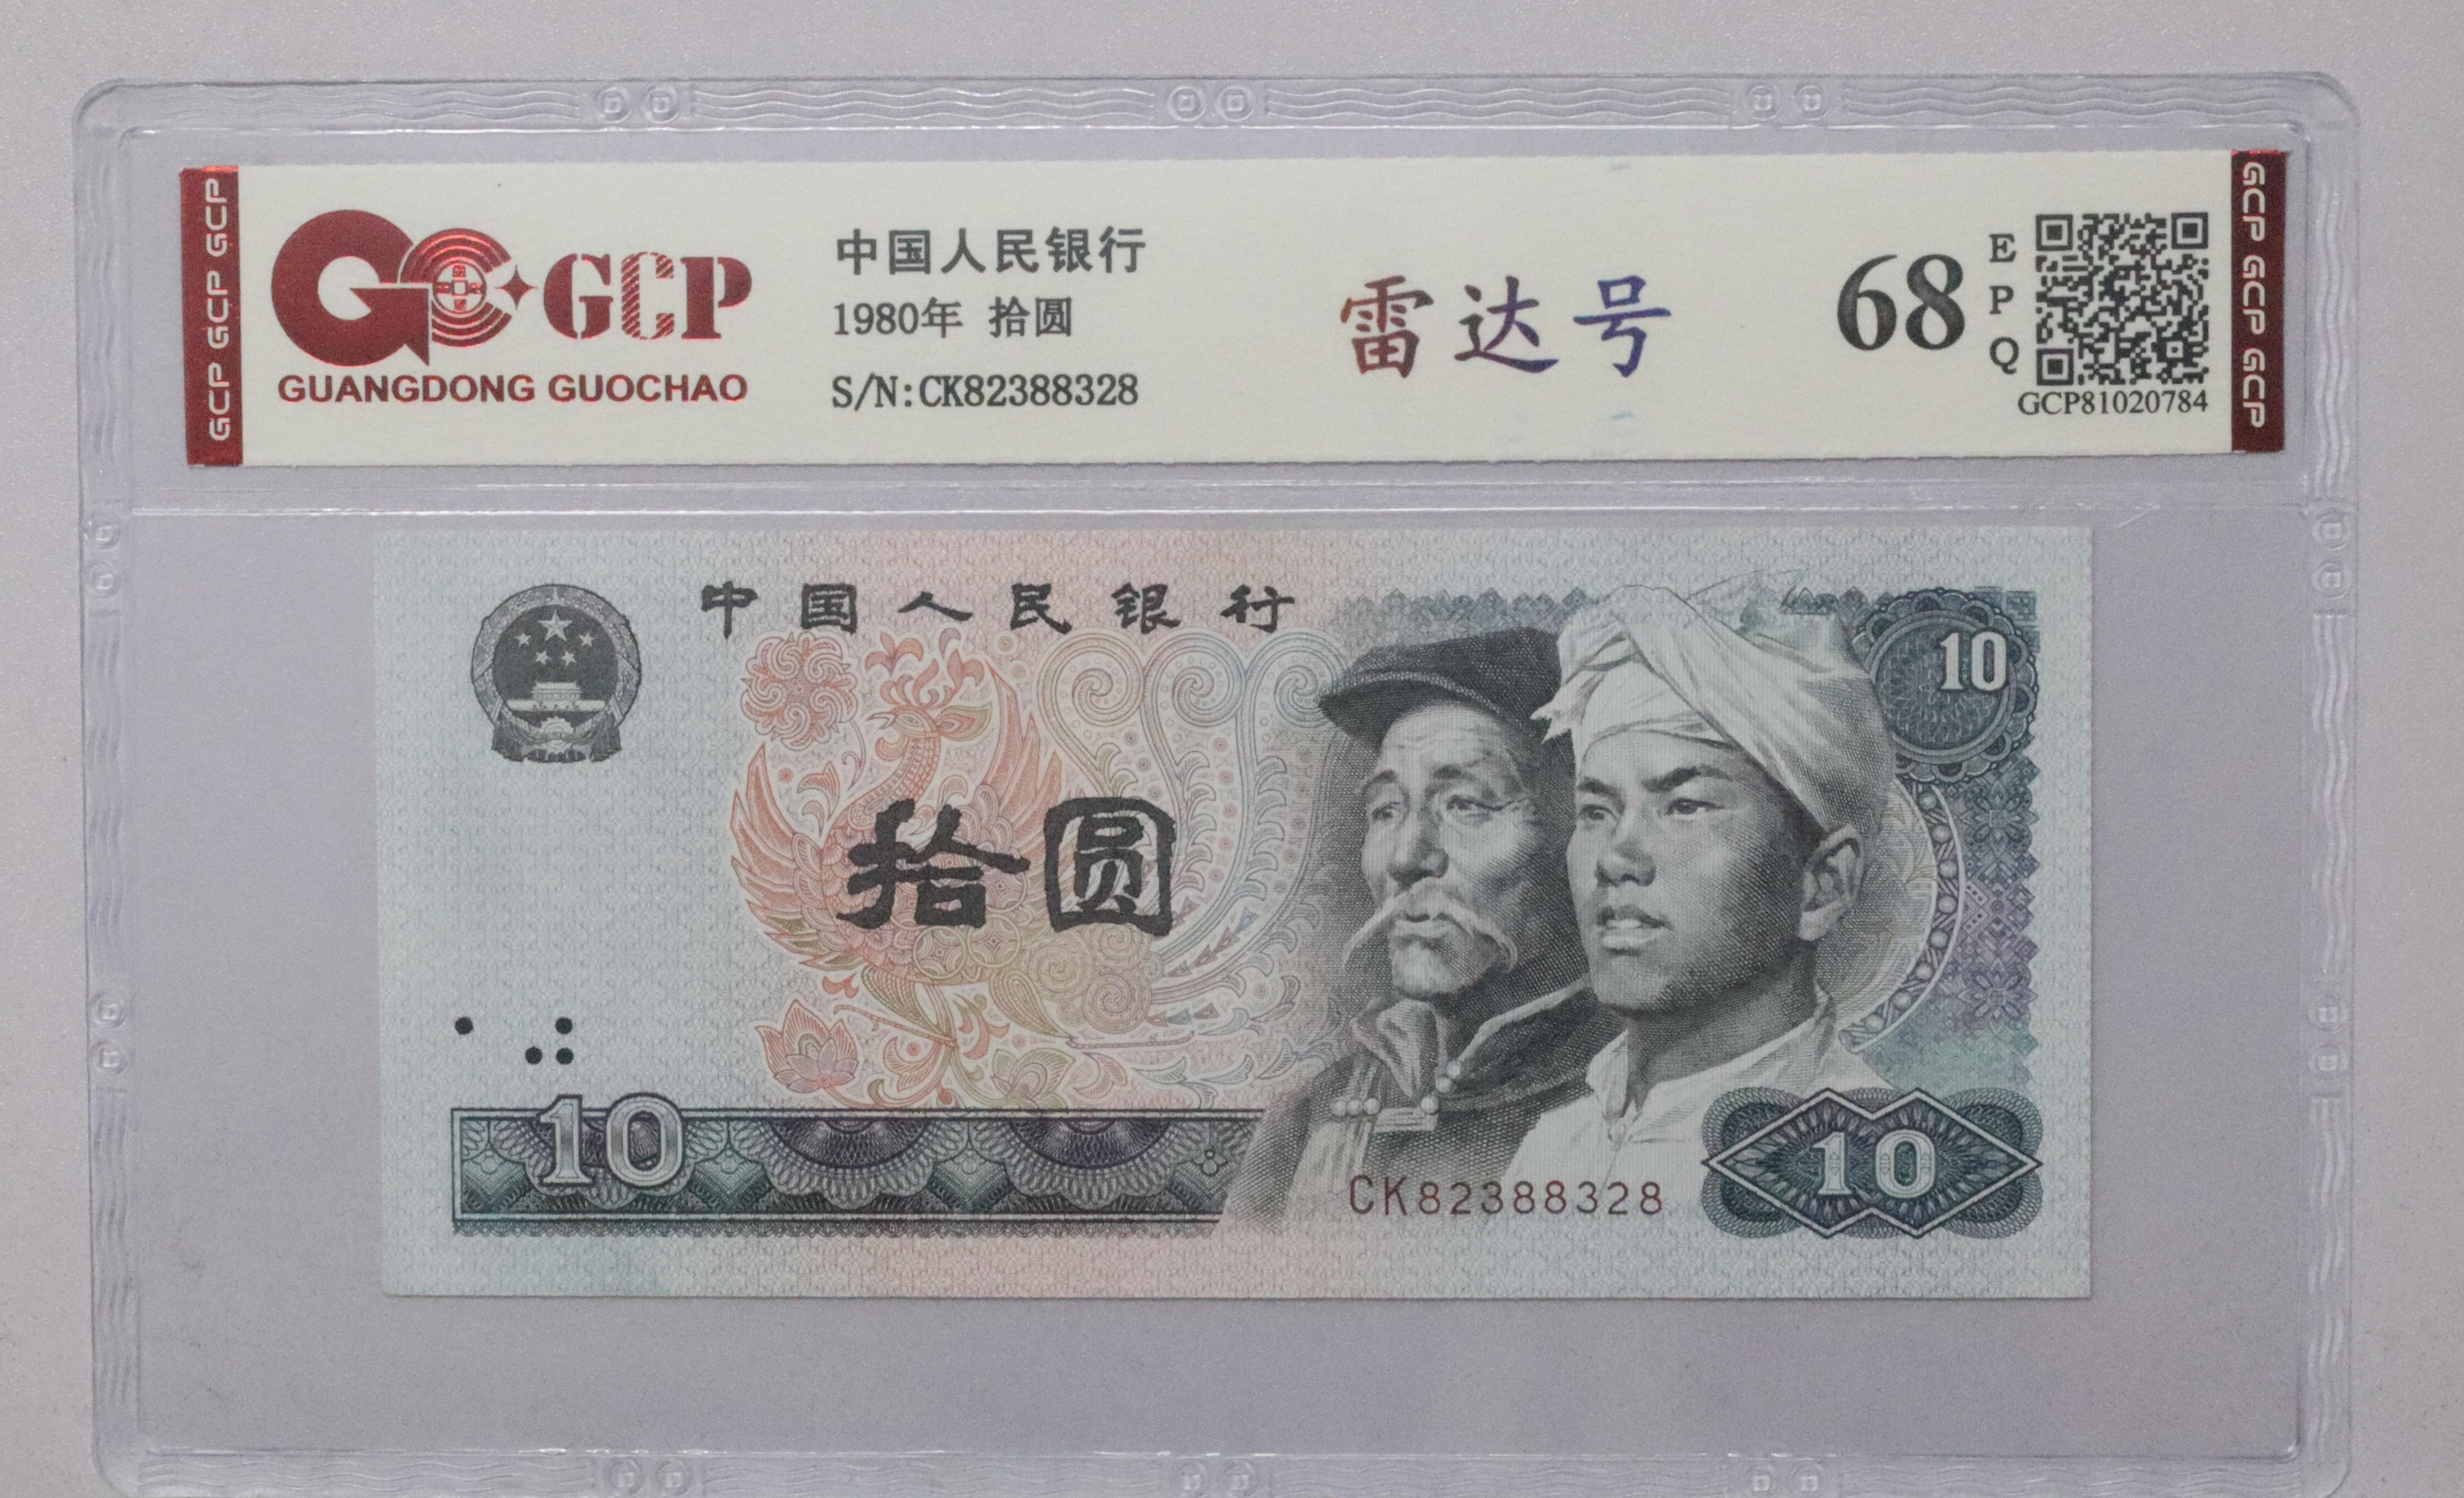 GCP GCP GCP
GCP
GUANGDONG GUOCHAO
中国人民银行
1980年 拾圆
S/N:CK82388328
雷达号
68
EPQ
GCP81020784
GCP GCP GCP
中国人民银行
10
拾圆
10
CK82388328
10